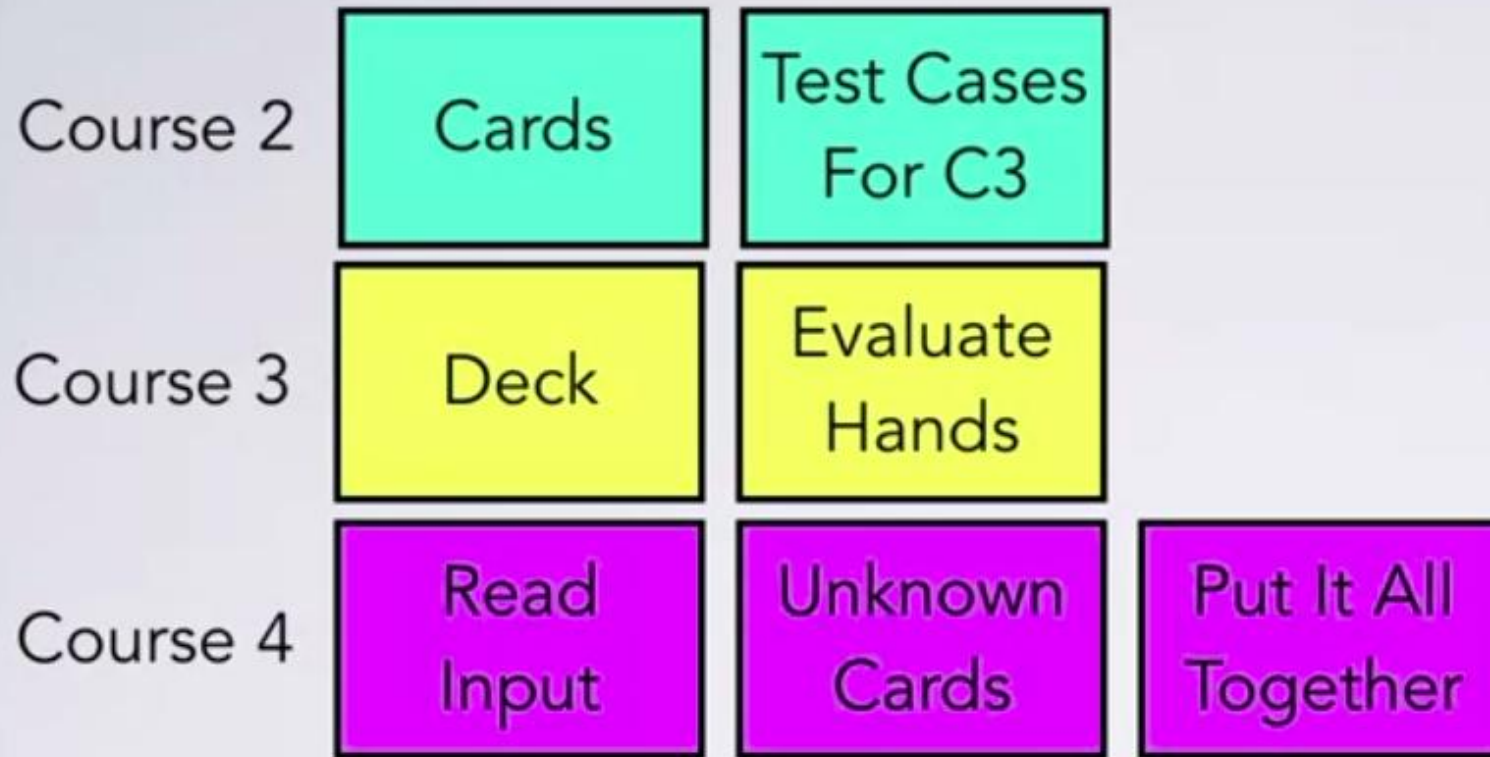 Course 2
Cards
Test Cases
For C3
Course 3
Deck
Evaluate
Hands
Course 4
Read
Input
Unknown
Cards
Put It All
Together